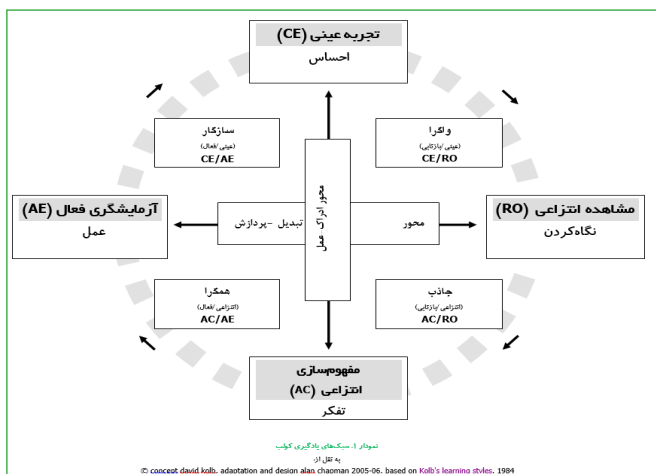 تجربه عینی (CE)
احساس
سازگار
(عینی/فعال)
CE/AE
واگرا
(عینی/بازتابی)
CE/RO
آزمایشگری فعال (AE)
عمل
تبدیل -پردازش
محور ادراک عمل
محور
مشاهده انتزاعی (RO)
نگاه‌کردن
همگرا
(انتزاعی/فعال)
AC/AE
جاذب
(انتزاعی/بازتابی)
AC/RO
مفهوم‌سازی
انتزاعی (AC)
تفکر
نمودار 1. سبک‌های یادگیری کولب
به نقل از:
© concept david kolb, adaptation and design alan chapman 2005-06, based on Kolb's learning styles, 1984